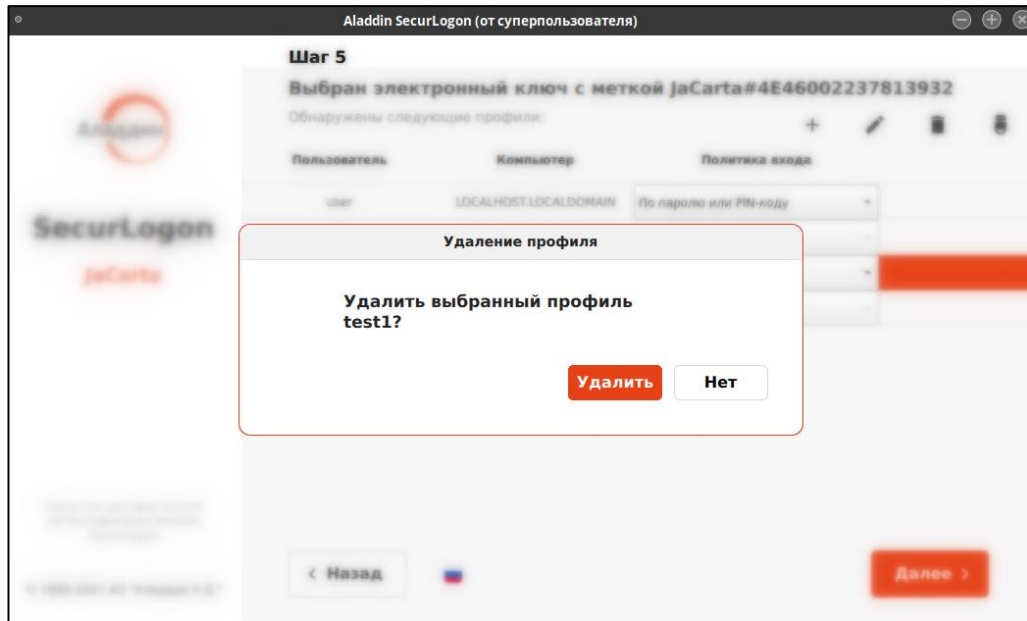 Aladdin SecurLogon (от суперпользователя)
Шаг 5
Выбран электронный ключ с меткой JaCarta#4E46002237813932
Обнаружены следующие профили:
Аладдин
Пользователь Компьютер Политика входа
user LOCALHOST.LOCALDOMAIN По паролю или PIN-коду
SecurLogon
JaCarta
Удаление профиля
Удалить выбранный профиль
test1?
Удалить Нет
< Назад Далее >